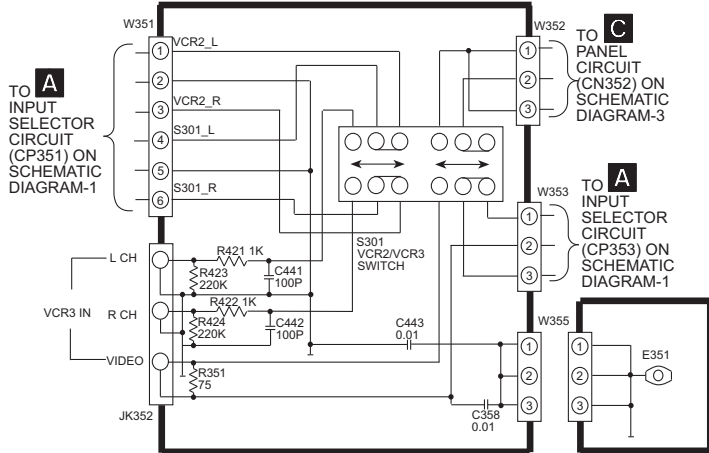 W351
1 VCR2_L
2
3 VCR2_R
4 S301_L
5
6 S301_R
TO A
INPUT
SELECTOR
CIRCUIT
(CP351) ON
SCHEMATIC
DIAGRAM-1
W352
1
2
3
TO C
PANEL
CIRCUIT
(CN352) ON
SCHEMATIC
DIAGRAM-3
S301
VCR2/VCR3
SWITCH
W353
1
2
3
TO A
INPUT
SELECTOR
CIRCUIT
(CP353) ON
SCHEMATIC
DIAGRAM-1
VCR3 IN
L CH
R CH
VIDEO
JK352
R421 1K
R423
220K
C441
100P
R422 1K
R424
220K
C442
100P
R351
75
C443
0.01
C358
0.01
W355
1
2
3
1
2
3
E351